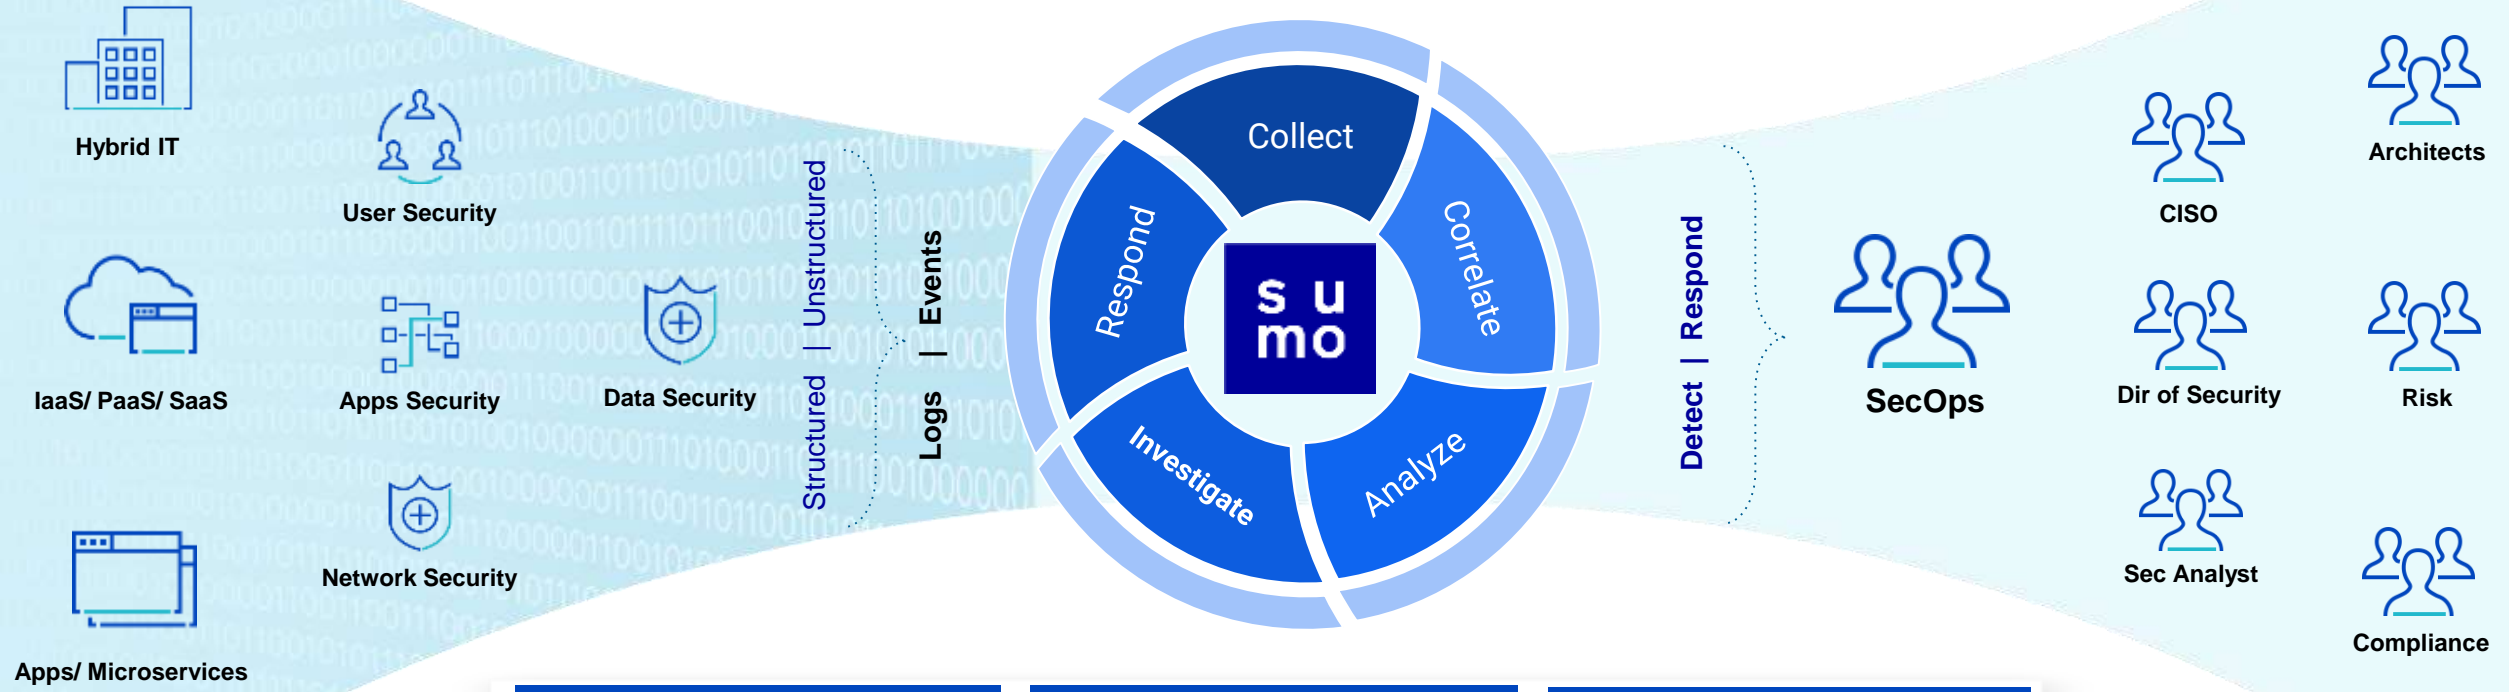 Hybrid IT
User Security
IaaS/ PaaS/ SaaS
Apps Security
Data Security
Network Security
Apps/ Microservices
Structured | Unstructured
Logs | Events
Collect
Correlate
Analyze
Investigate
Respond
su
mo
Detect | Respond
SecOps
CISO
Architects
Dir of Security
Risk
Sec Analyst
Compliance